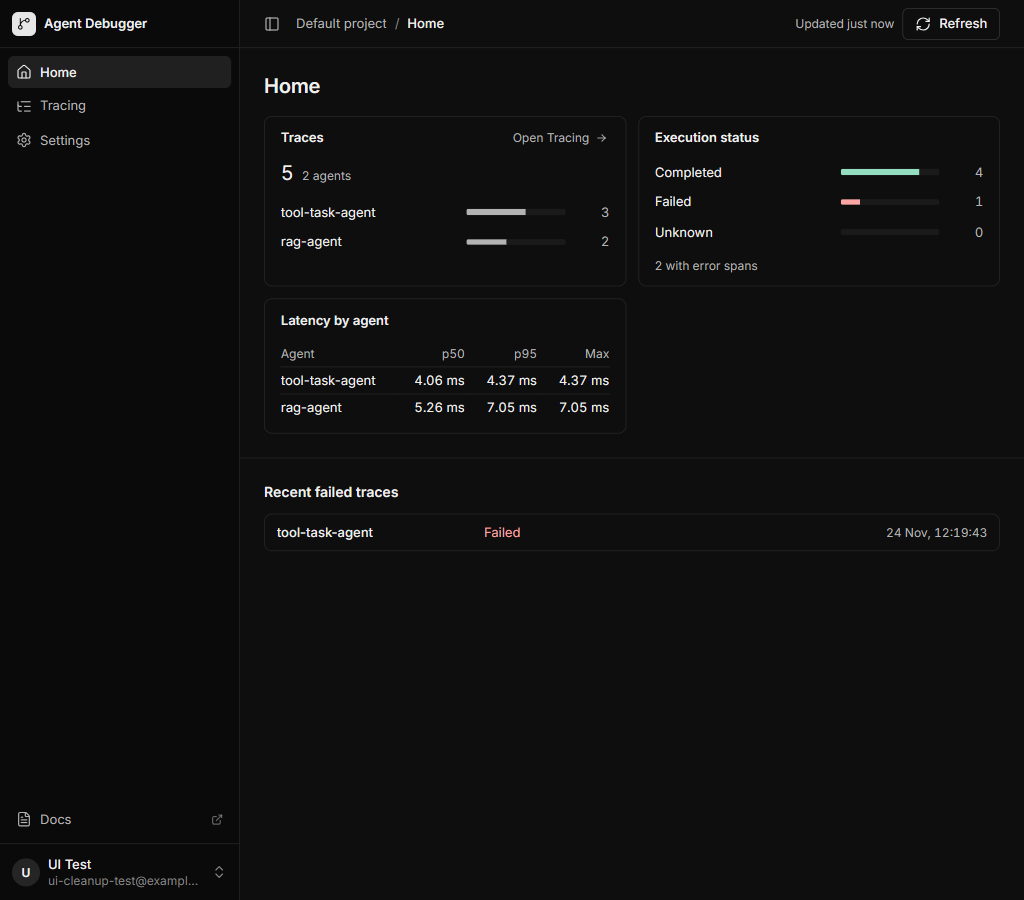 Agent Debugger
Default project / Home
Updated just now
Refresh
Home
Tracing
Settings
Home
Traces
Open Tracing →
5 2 agents
tool-task-agent 3
rag-agent 2
Execution status
Completed 4
Failed 1
Unknown 0
2 with error spans
Latency by agent
Agent p50 p95 Max
tool-task-agent 4.06 ms 4.37 ms 4.37 ms
rag-agent 5.26 ms 7.05 ms 7.05 ms
Recent failed traces
tool-task-agent Failed 24 Nov, 12:19:43
Docs
U
UI Test
ui-cleanup-test@exampl...